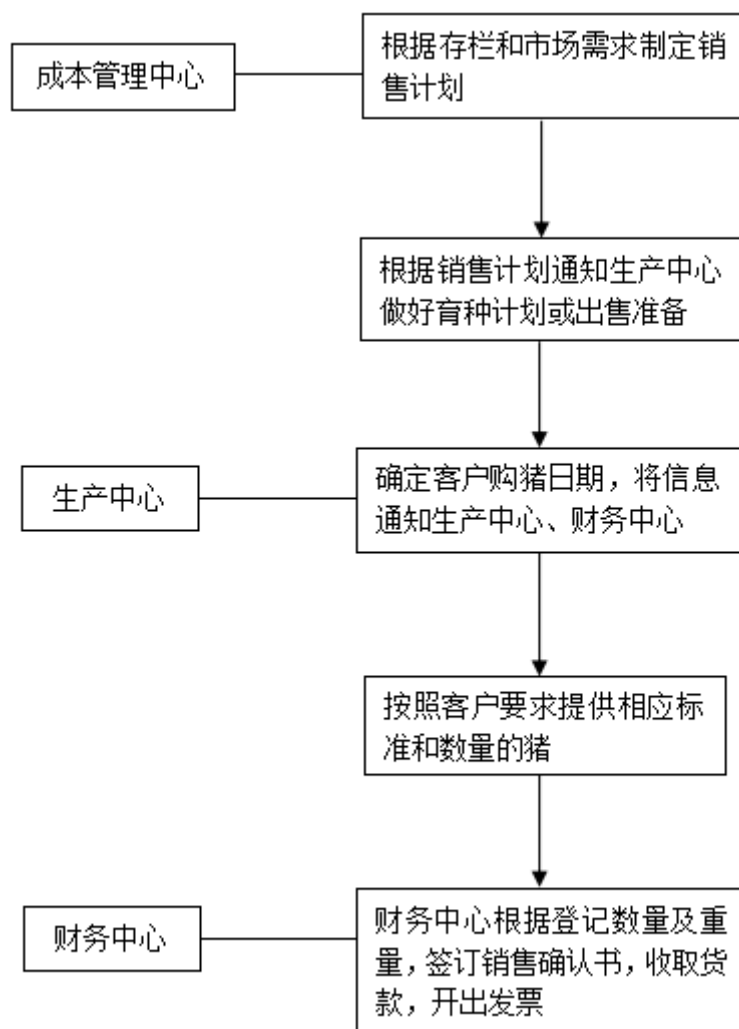 成本管理中心
根据存栏和市场需求制定销
售计划
根据销售计划通知生产中心
做好育种计划或出售准备
生产中心
确定客户购猪日期，将信息
通知生产中心、财务中心
按照客户要求提供相应标
准和数量的猪
财务中心
财务中心根据登记数量及重
量，签订销售确认书，收取货
款，开出发票